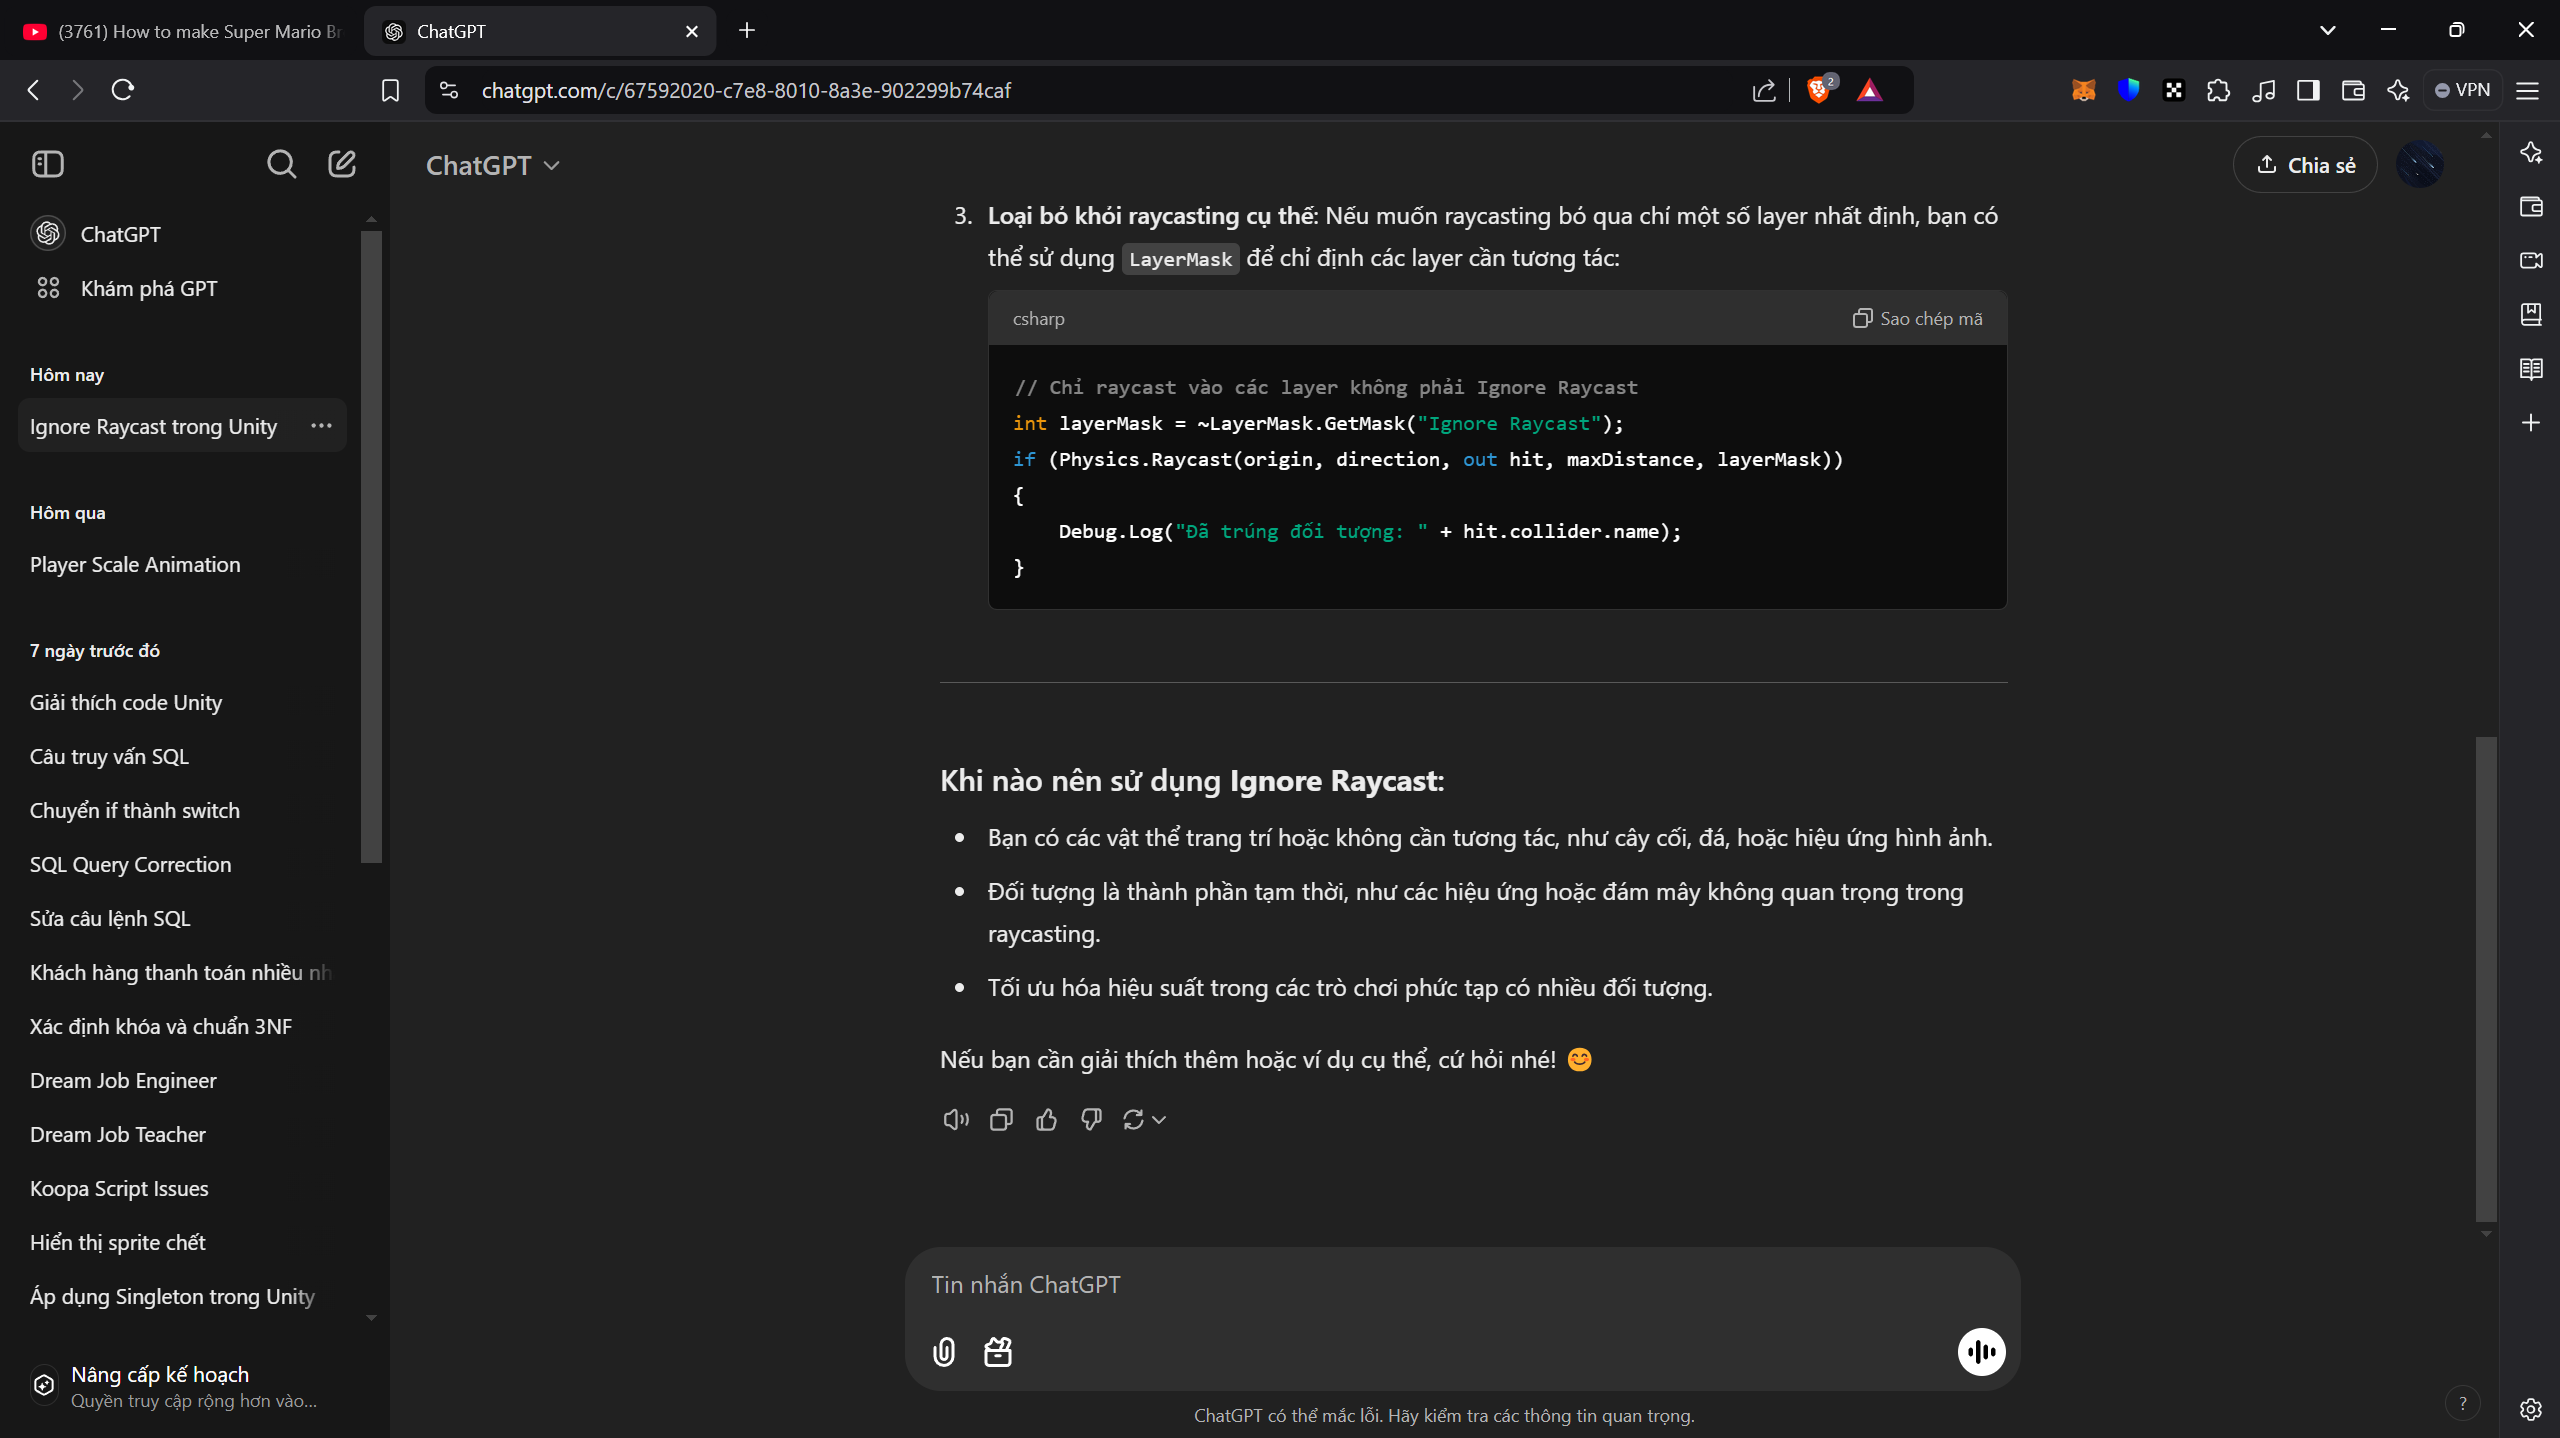 (3761) How to make Super Mario Br
ChatGPT
chatgpt.com/c/67592020-c7e8-8010-8a3e-902299b74caf
2
VPN
ChatGPT
Chia sẻ
ChatGPT
Khám phá GPT
Hôm nay
Ignore Raycast trong Unity
Hôm qua
Player Scale Animation
7 ngày trước đó
Giải thích code Unity
Câu truy vấn SQL
Chuyển if thành switch
SQL Query Correction
Sửa câu lệnh SQL
Khách hàng thanh toán nhiều nh
Xác định khóa và chuẩn 3NF
Dream Job Engineer
Dream Job Teacher
Koopa Script Issues
Hiển thị sprite chết
Áp dụng Singleton trong Unity
Nâng cấp kế hoạch
Quyền truy cập rộng hơn vào...
3. Loại bỏ khỏi raycasting cụ thể: Nếu muốn raycasting bỏ qua chỉ một số layer nhất định, bạn có
thể sử dụng LayerMask để chỉ định các layer cần tương tác:
csharp
Sao chép mã
// Chỉ raycast vào các layer không phải Ignore Raycast
int layerMask = ~LayerMask.GetMask("Ignore Raycast");
if (Physics.Raycast(origin, direction, out hit, maxDistance, layerMask))
{
    Debug.Log("Đã trúng đối tượng: " + hit.collider.name);
}
Khi nào nên sử dụng Ignore Raycast:
• Bạn có các vật thể trang trí hoặc không cần tương tác, như cây cối, đá, hoặc hiệu ứng hình ảnh.
• Đối tượng là thành phần tạm thời, như các hiệu ứng hoặc đám mây không quan trọng trong
raycasting.
• Tối ưu hóa hiệu suất trong các trò chơi phức tạp có nhiều đối tượng.
Nếu bạn cần giải thích thêm hoặc ví dụ cụ thể, cứ hỏi nhé! 😊
Tin nhắn ChatGPT
ChatGPT có thể mắc lỗi. Hãy kiểm tra các thông tin quan trọng.
?